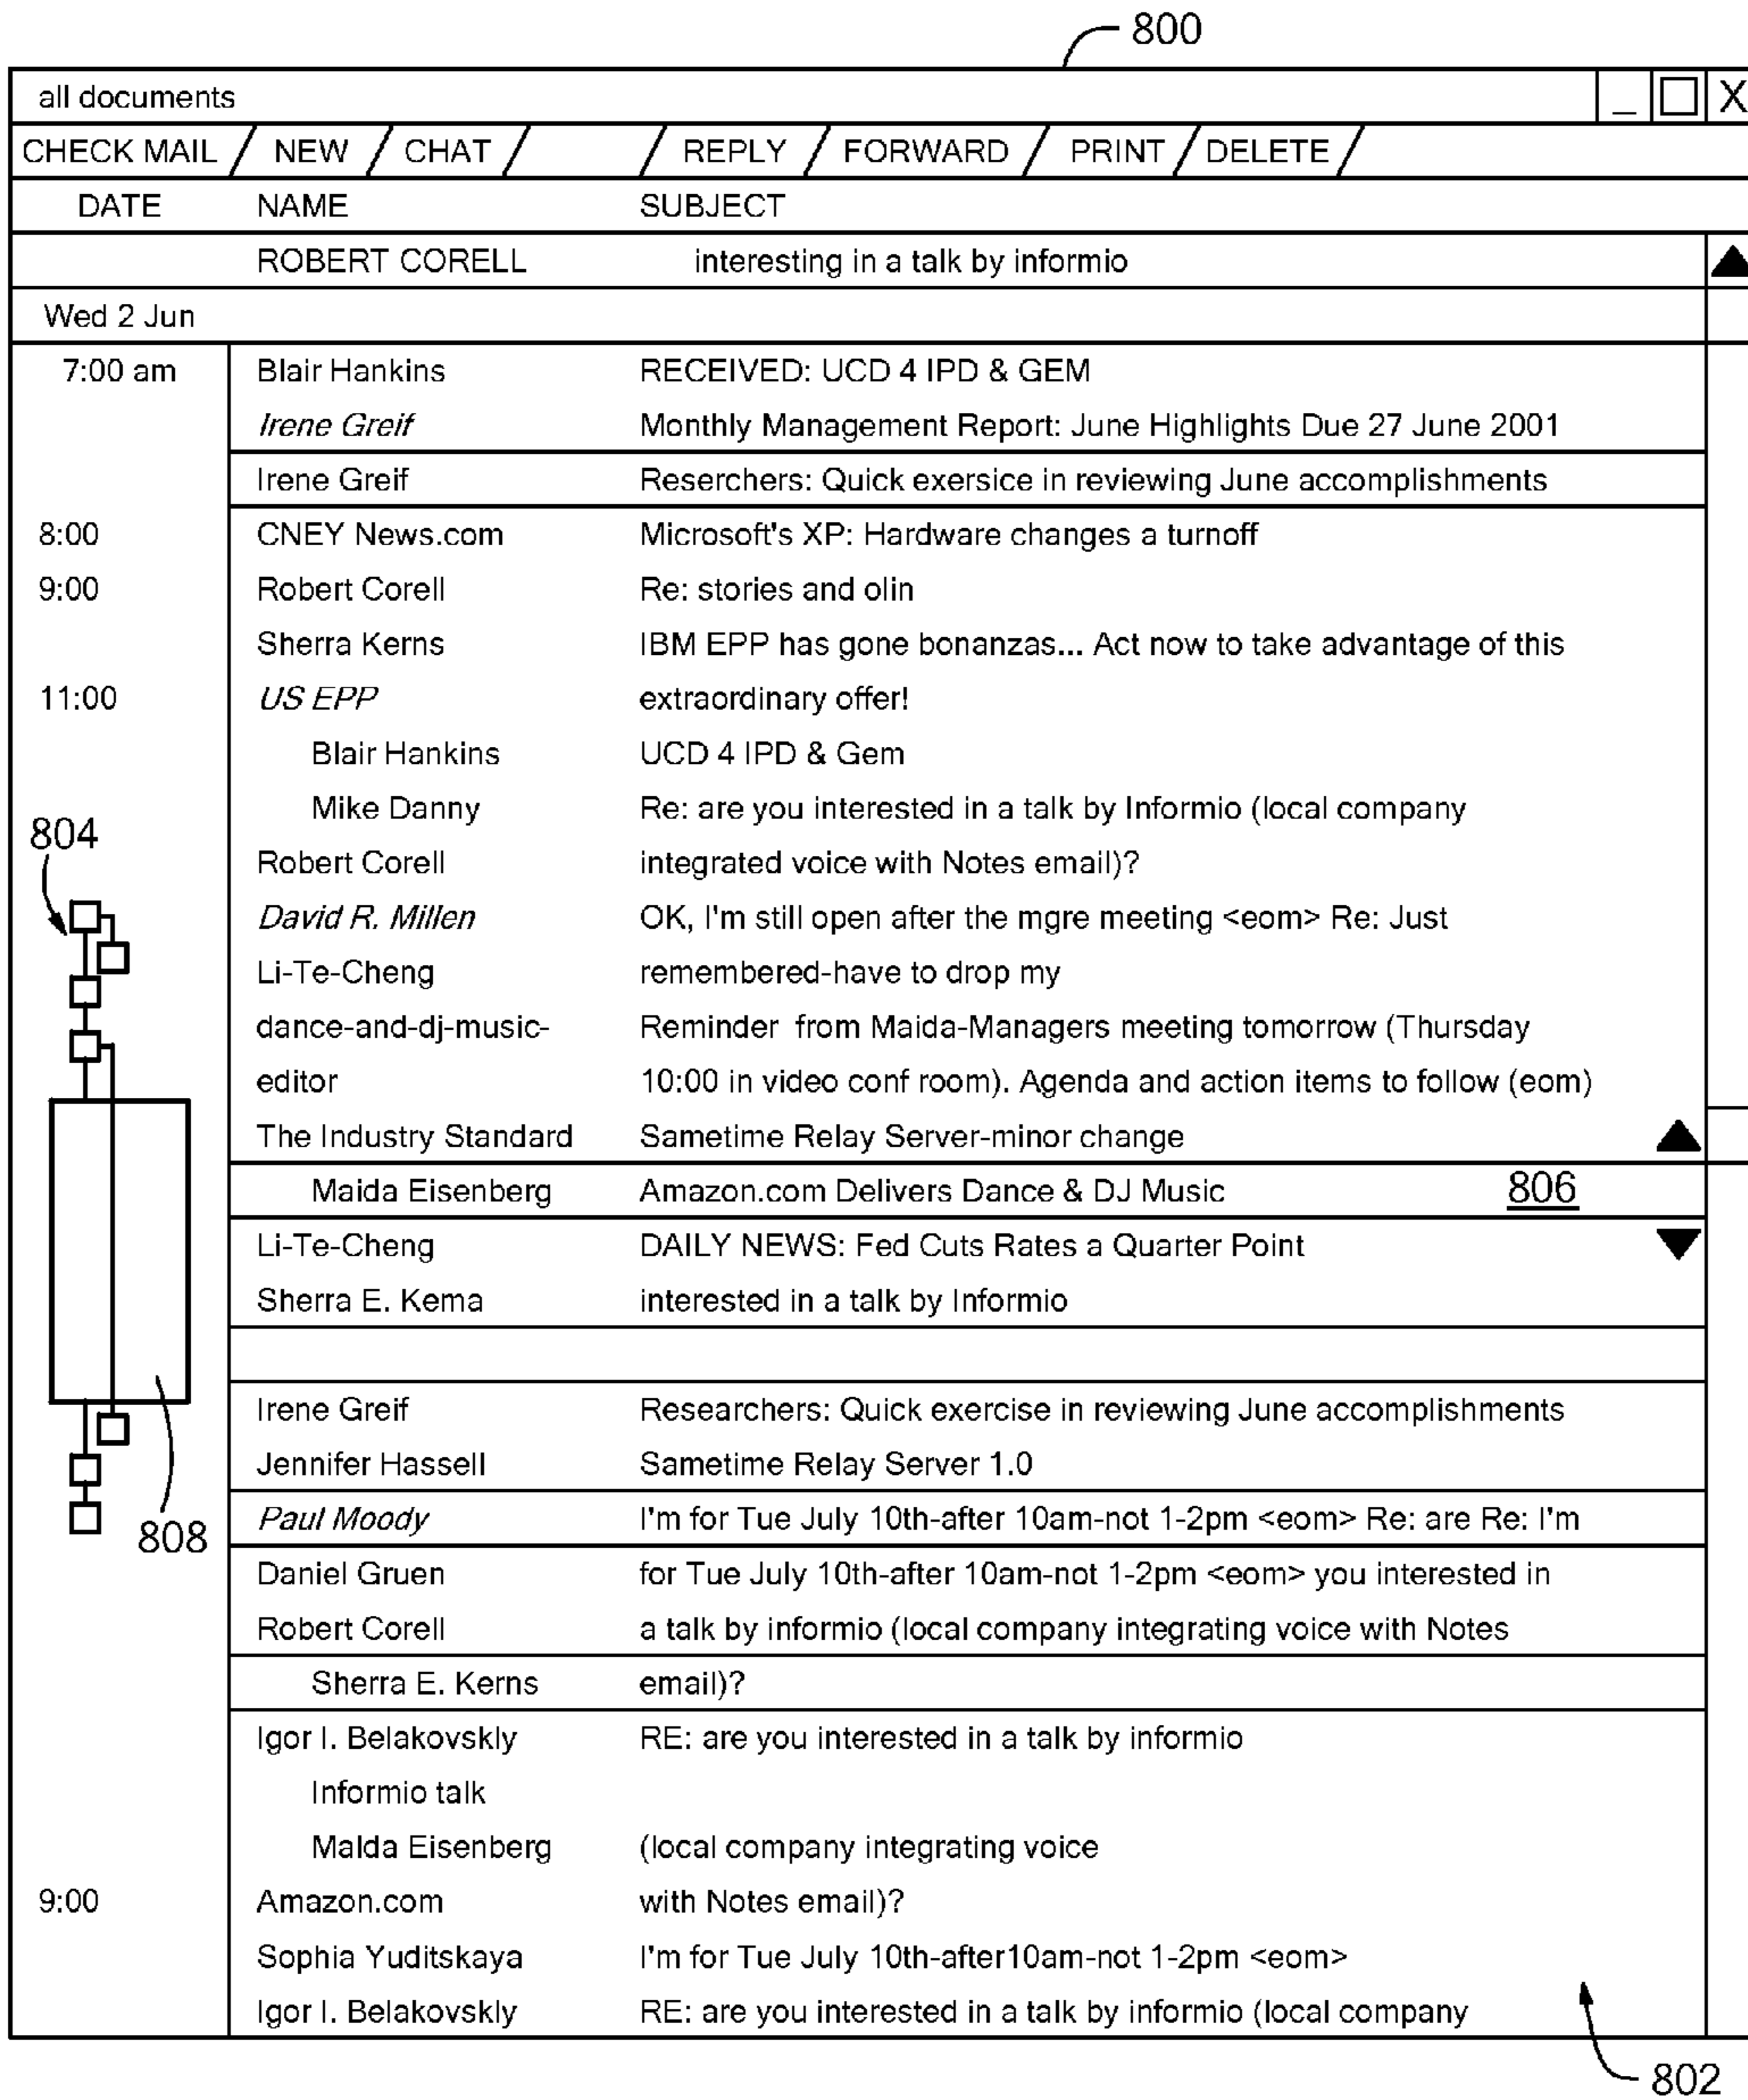 800
all documents _ X
CHECK MAIL NEW CHAT REPLY FORWARD PRINT DELETE
DATE NAME SUBJECT
ROBERT CORELL interesting in a talk by informio
Wed 2 Jun
7:00 am Blair Hankins RECEIVED: UCD 4 IPD & GEM
Irene Greif Monthly Management Report: June Highlights Due 27 June 2001
Irene Greif Reserchers: Quick exersice in reviewing June accomplishments
8:00 CNEY News.com Microsoft's XP: Hardware changes a turnoff
9:00 Robert Corell Re: stories and olin
Sherra Kerns IBM EPP has gone bonanzas... Act now to take advantage of this
11:00 US EPP extraordinary offer!
Blair Hankins UCD 4 IPD & Gem
Mike Danny Re: are you interested in a talk by Informio (local company
804
Robert Corell integrated voice with Notes email)?
David R. Millen OK, I'm still open after the mgre meeting <eom> Re: Just
Li-Te-Cheng remembered-have to drop my
dance-and-dj-music- Reminder from Maida-Managers meeting tomorrow (Thursday
editor 10:00 in video conf room). Agenda and action items to follow (eom)
The Industry Standard Sametime Relay Server-minor change
Maida Eisenberg Amazon.com Delivers Dance & DJ Music 806
Li-Te-Cheng DAILY NEWS: Fed Cuts Rates a Quarter Point
Sherra E. Kema interested in a talk by Informio
Irene Greif Researchers: Quick exercise in reviewing June accomplishments
Jennifer Hassell Sametime Relay Server 1.0
Paul Moody I'm for Tue July 10th-after 10am-not 1-2pm <eom> Re: are Re: I'm
808
Daniel Gruen for Tue July 10th-after 10am-not 1-2pm <eom> you interested in
Robert Corell a talk by informio (local company integrating voice with Notes
Sherra E. Kerns email)?
Igor I. Belakovskly RE: are you interested in a talk by informio
Informio talk
Malda Eisenberg (local company integrating voice
9:00 Amazon.com with Notes email)?
Sophia Yuditskaya I'm for Tue July 10th-after10am-not 1-2pm <eom>
Igor I. Belakovskly RE: are you interested in a talk by informio (local company
802